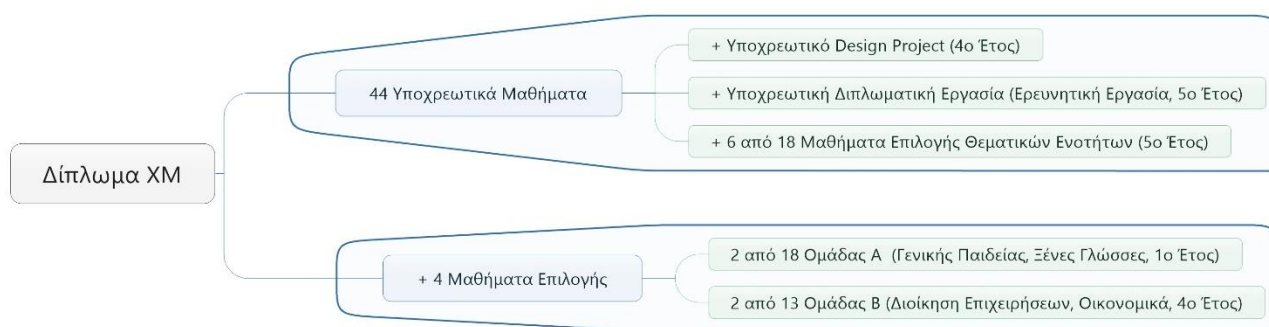 + Υποχρεωτικό Design Project (4ο Έτος)
44 Υποχρεωτικά Μαθήματα
+ Υποχρεωτική Διπλωματική Εργασία (Ερευνητική Εργασία, 5ο Έτος)
+ 6 από 18 Μαθήματα Επιλογής Θεματικών Ενοτήτων (5ο Έτος)
Δίπλωμα ΧΜ
2 από 18 Ομάδας Α (Γενικής Παιδείας, Ξένες Γλώσσες, 1ο Έτος)
+ 4 Μαθήματα Επιλογής
2 από 13 Ομάδας Β (Διοίκηση Επιχειρήσεων, Οικονομικά, 4ο Έτος)